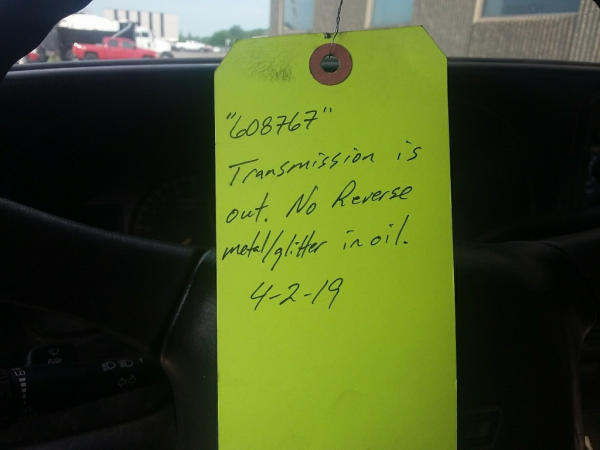 "608767"
Transmission is
out. No Reverse
metal/glitter in oil.
4-2-19